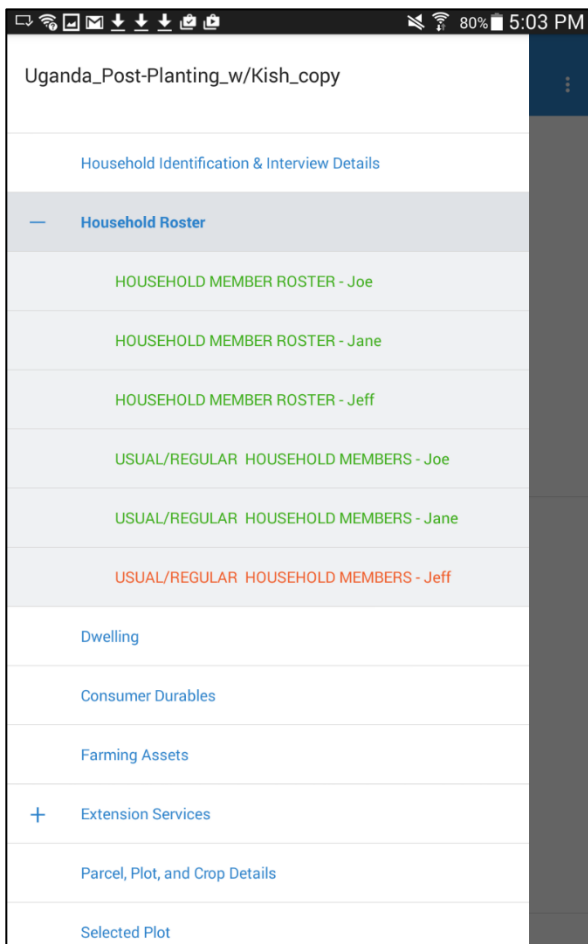 80% 5:03 PM
Uganda_Post-Planting_w/Kish_copy
Household Identification & Interview Details
— Household Roster
HOUSEHOLD MEMBER ROSTER - Joe
HOUSEHOLD MEMBER ROSTER - Jane
HOUSEHOLD MEMBER ROSTER - Jeff
USUAL/REGULAR HOUSEHOLD MEMBERS - Joe
USUAL/REGULAR HOUSEHOLD MEMBERS - Jane
USUAL/REGULAR HOUSEHOLD MEMBERS - Jeff
Dwelling
Consumer Durables
Farming Assets
+ Extension Services
Parcel, Plot, and Crop Details
Selected Plot